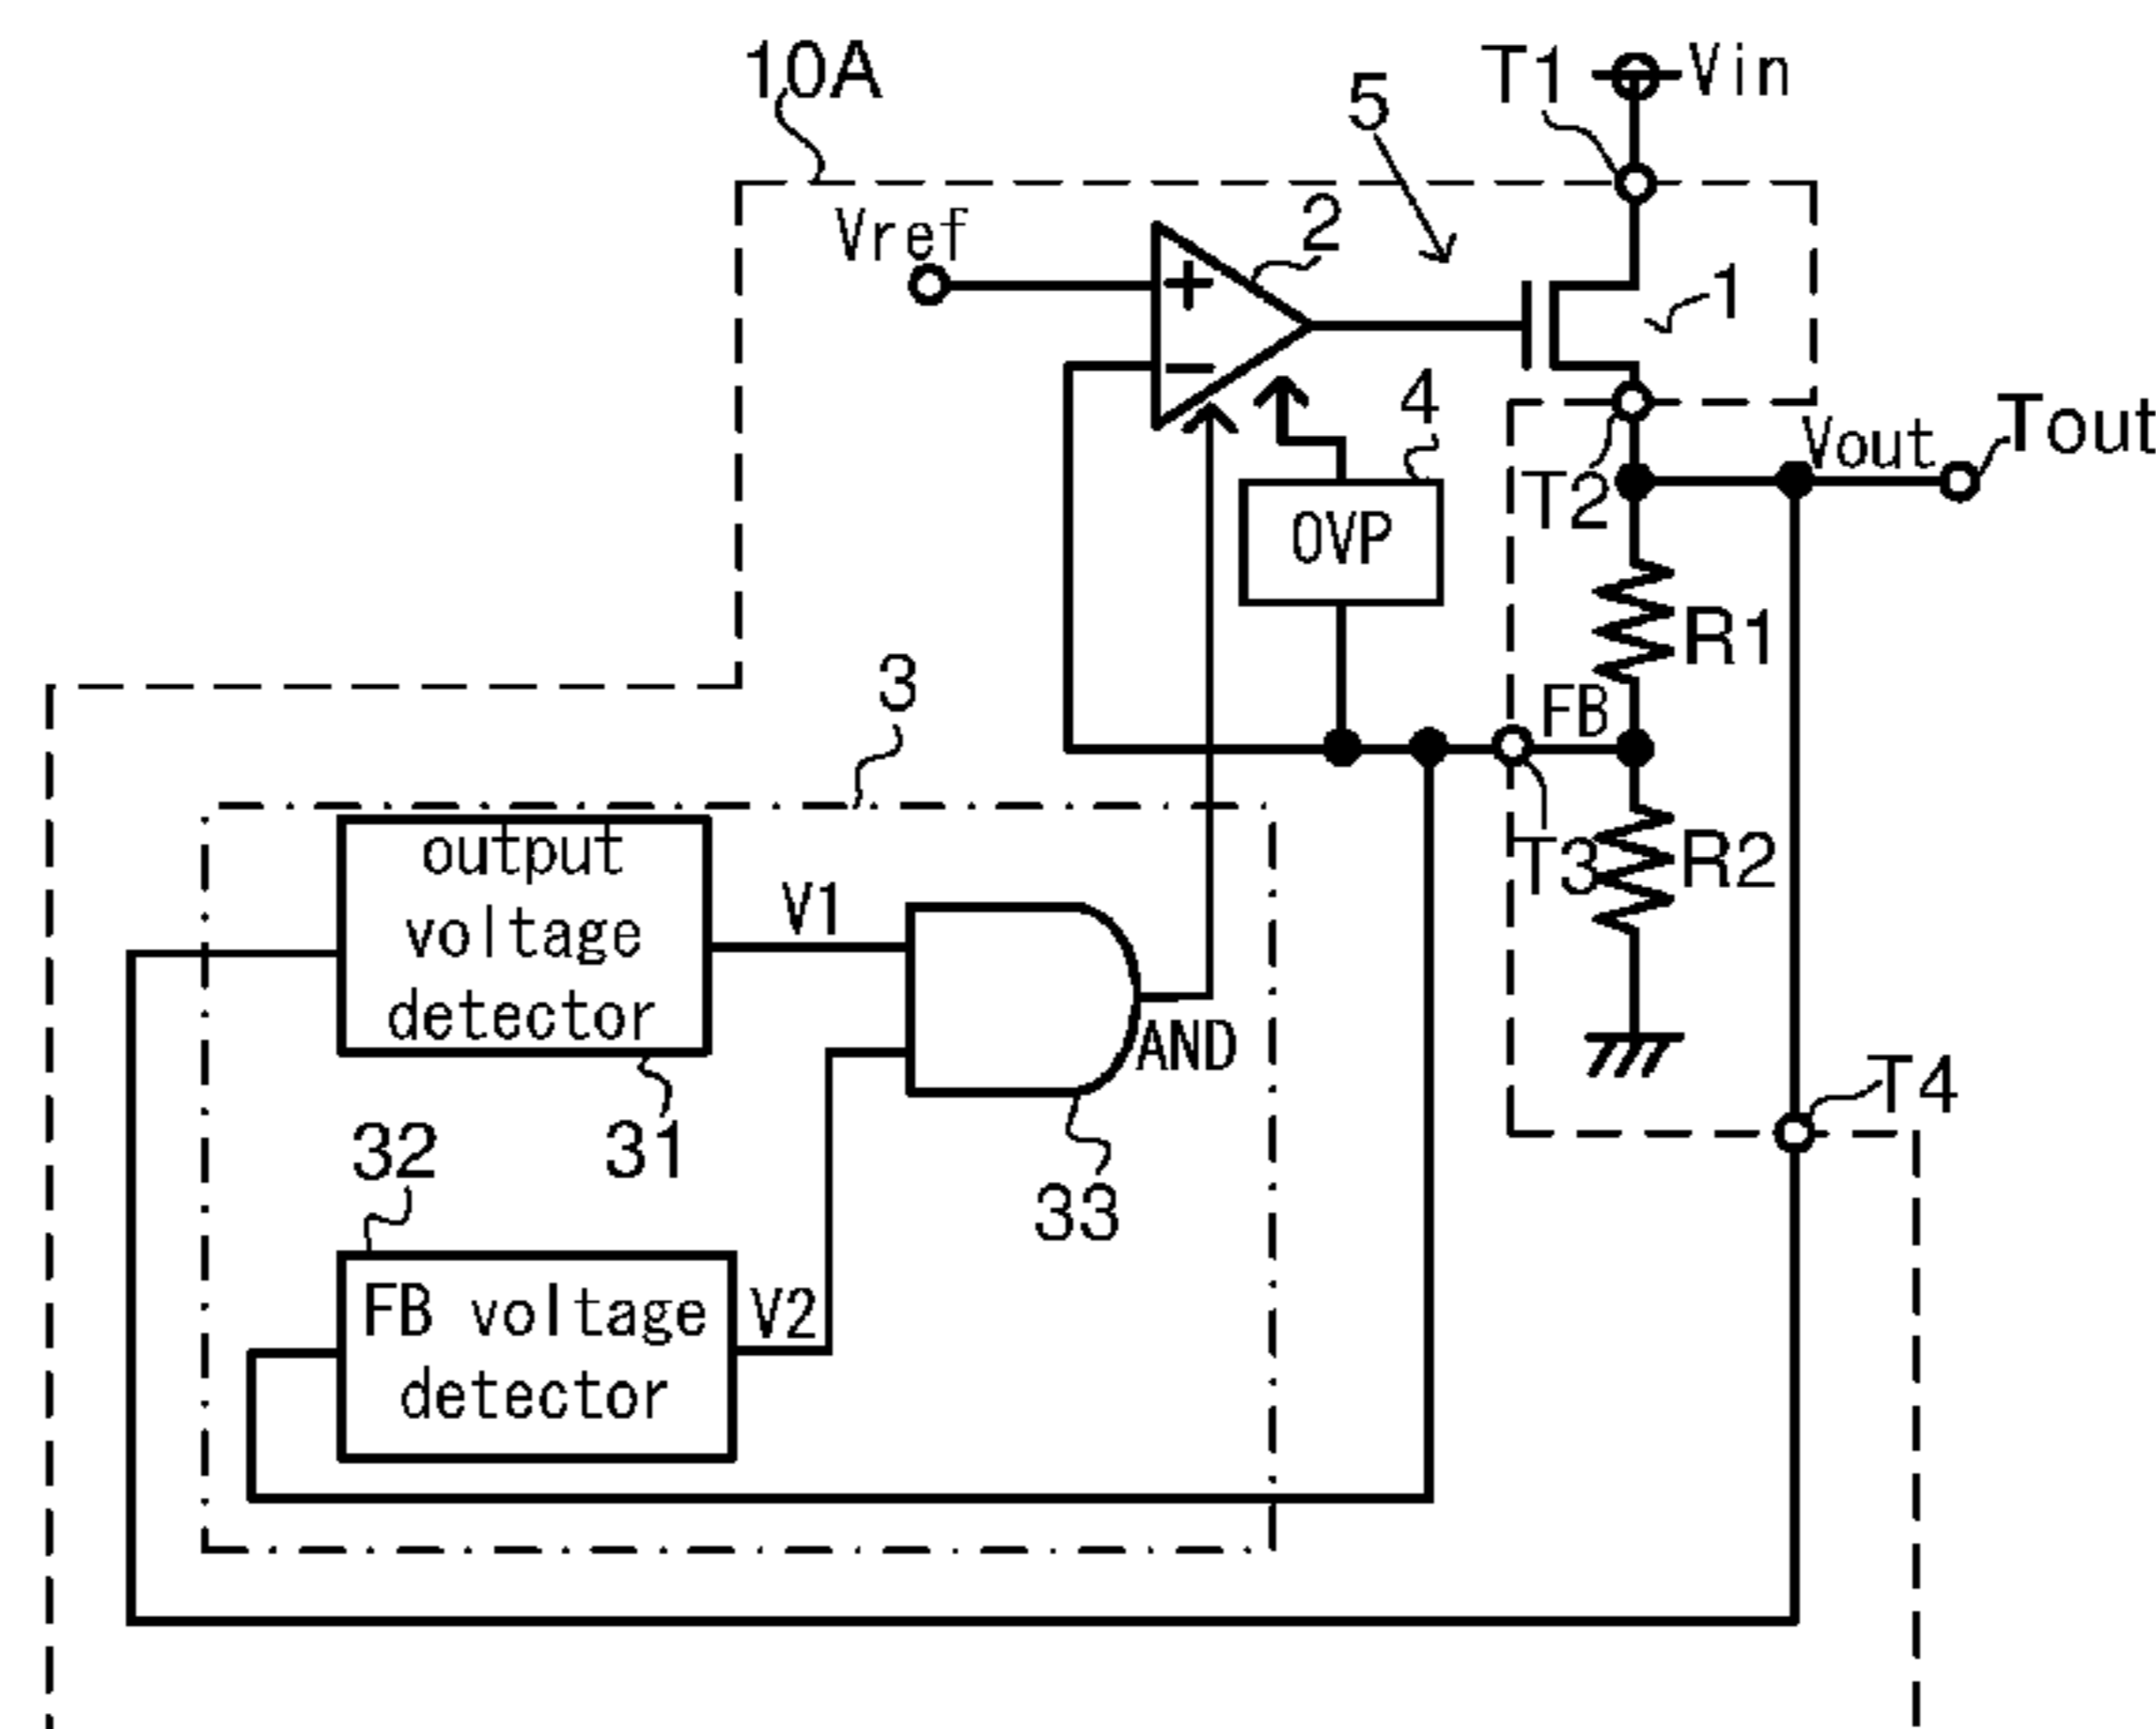 10A
T1
Vin
5
Vref
2
1
4
Tout
Vout
T2
OVP
R1
FB
3
output
voltage
detector
V1
T3
R2
AND
T4
31
32
33
FB voltage
detector
V2